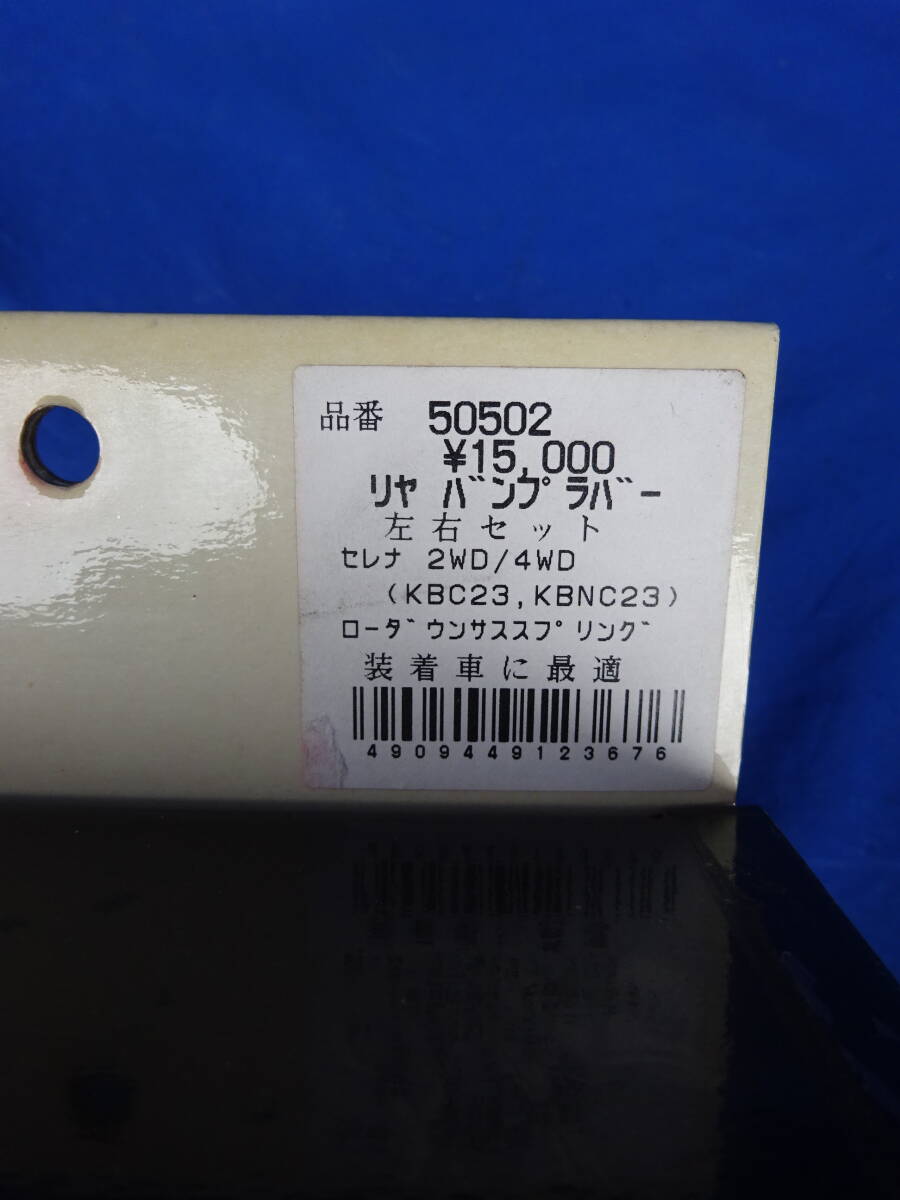 品番 50502
¥15,000
ﾘﾔ ﾊﾞﾝﾌﾟﾗﾊﾞｰ
左右セット
ｾﾚﾅ 2WD/4WD
(KBC23,KBNC23)
ﾛｰﾀﾞｳﾝｻｽｽﾌﾟﾘﾝｸﾞ
装着車に最適
4909449123676